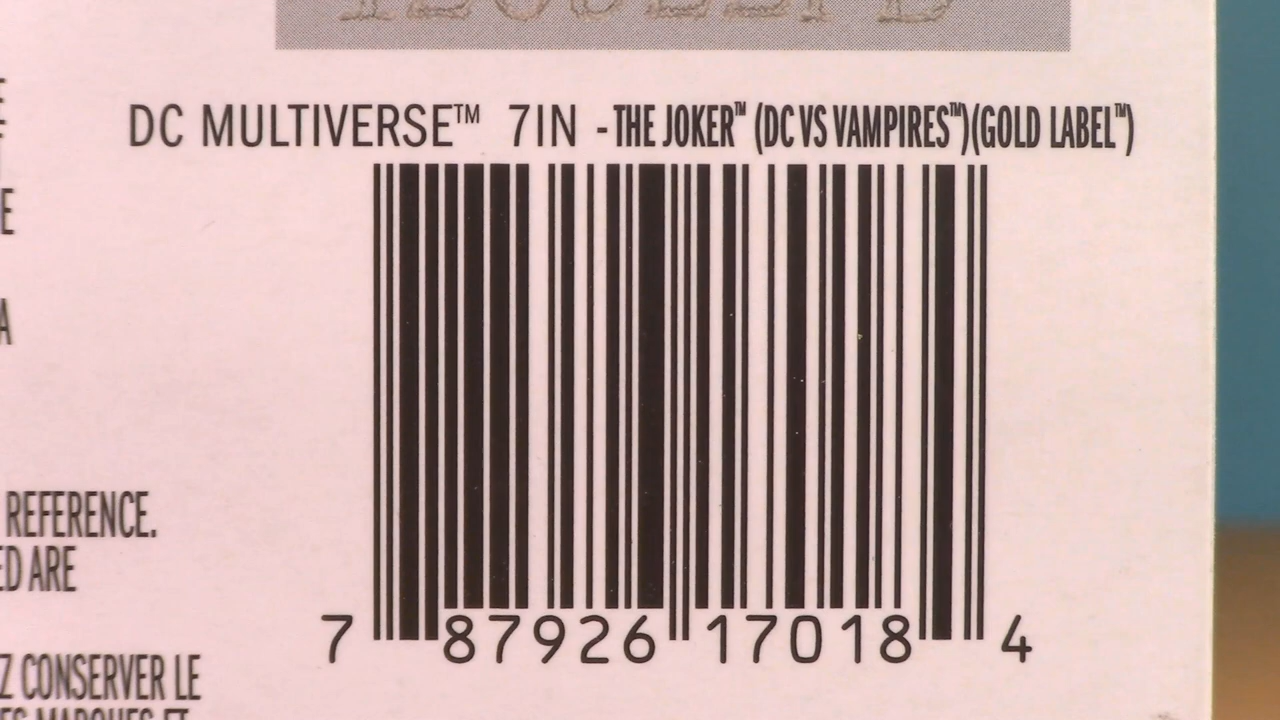 DC MULTIVERSE™ 7IN - THE JOKER™ (DC VS VAMPIRES™)(GOLD LABEL™)
E
A
REFERENCE.
ED ARE
7 87926 17018 4
Z CONSERVER LE